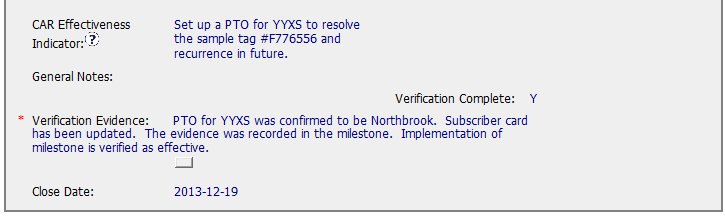 CAR Effectiveness Indicator:? Set up a PTO for YYXS to resolve
the sample tag #F776556 and
recurrence in future.
General Notes:
Verification Complete: Y
* Verification Evidence: PTO for YYXS was confirmed to be Northbrook. Subscriber card
has been updated. The evidence was recorded in the milestone. Implementation of
milestone is verified as effective.
Close Date: 2013-12-19